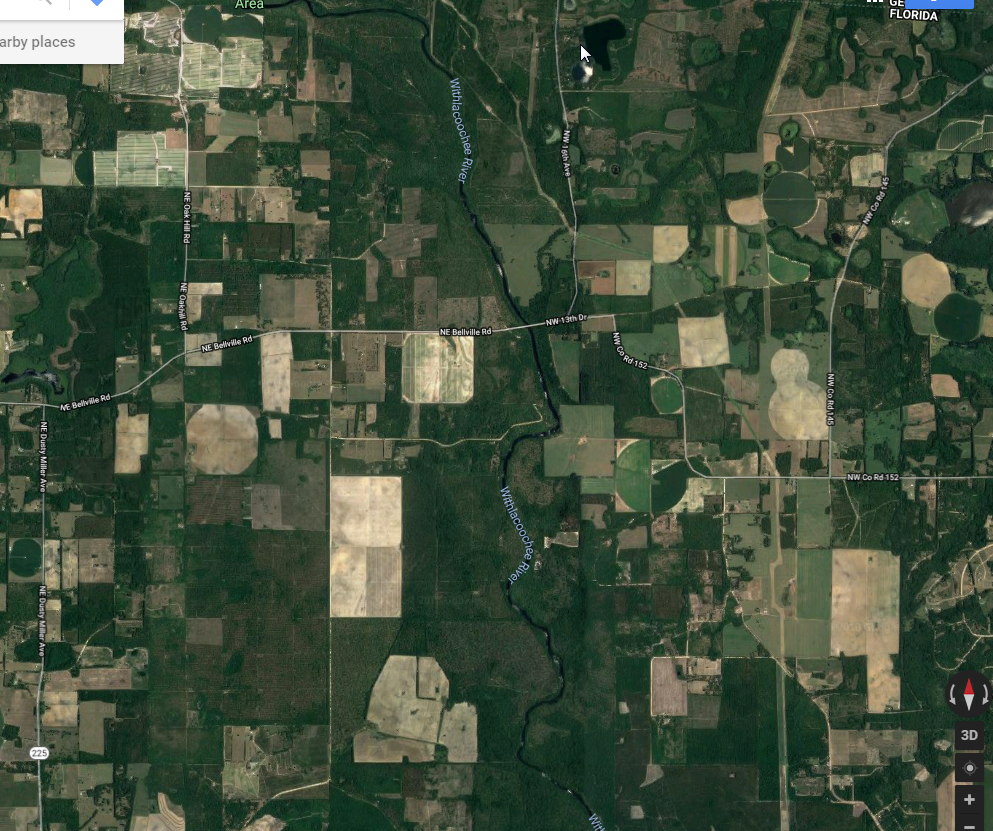 Area
GE
FLORIDA
arby places
Withlacoochee River
NW 16th Ave
NW Co Rd 145
NE Oak Hill Rd
NE Oakhill Rd
NE Bellville Rd
NE Bellville Rd
NW 13th Dr
NW Co Rd 152
NW Co Rd 145
NE Bellville Rd
NE Dusty Miller Ave
NW Co Rd 152
Withlacoochee River
NE Dusty Miller Ave
3D
225
+
With
−